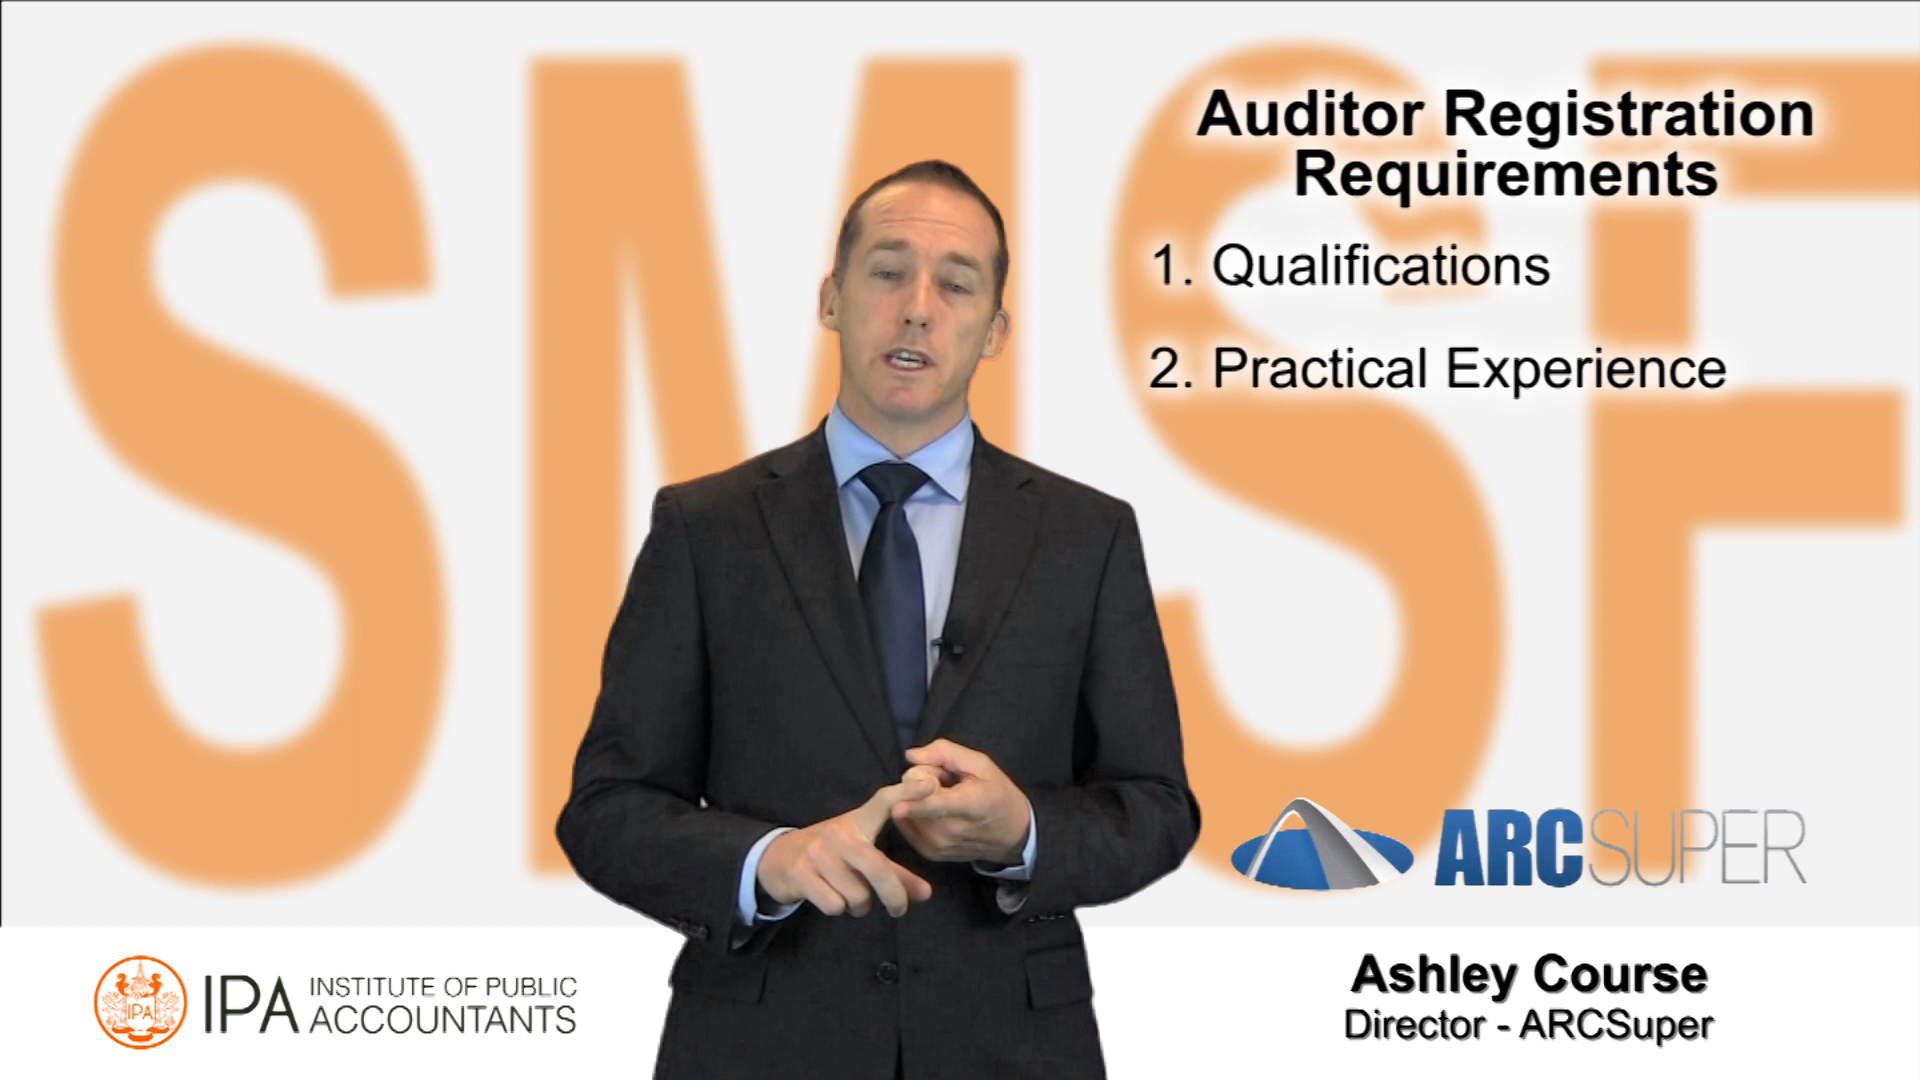 SMSF
Auditor Registration
Requirements
1. Qualifications
2. Practical Experience
ARCSUPER
IPA
IPA
INSTITUTE OF PUBLIC
ACCOUNTANTS
Ashley Course
Director - ARCSuper